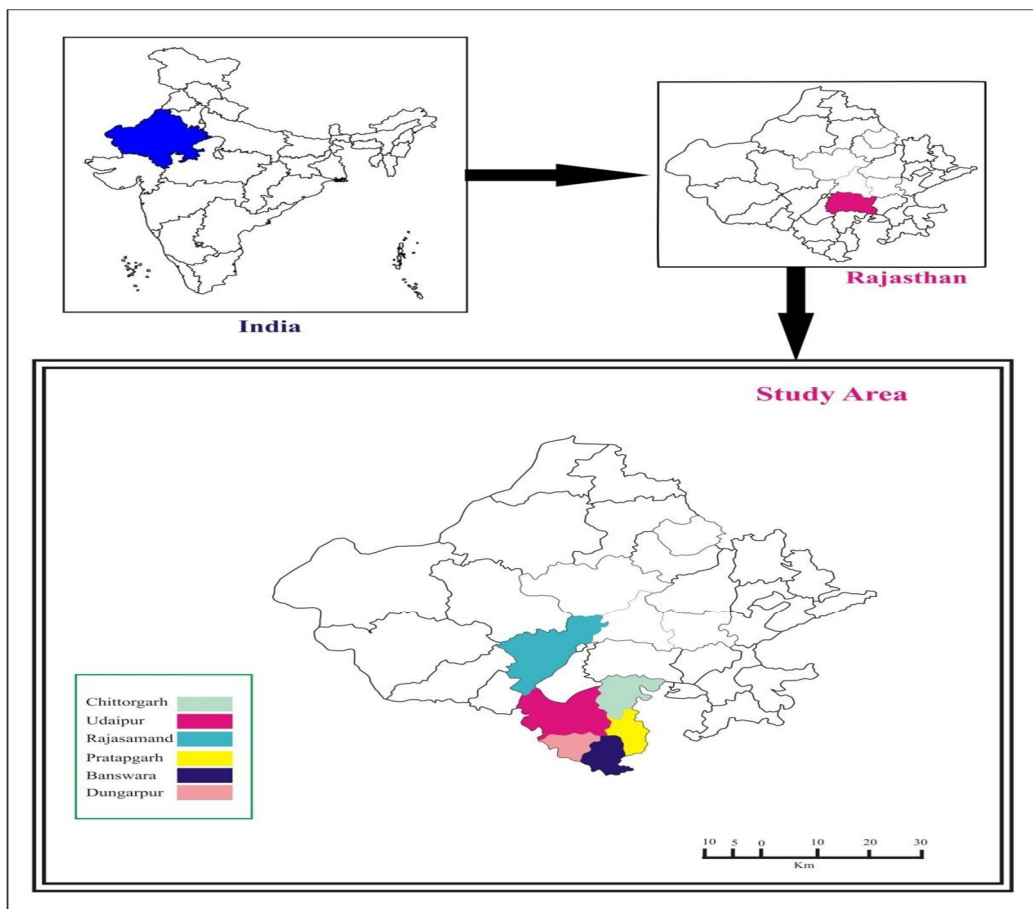 India
Rajasthan
Study Area
Chittorgarh
Udaipur
Rajasamand
Pratapgarh
Banswara
Dungarpur
10 5 0 10 20 30
Km